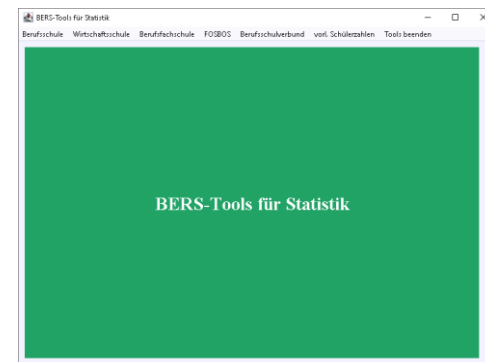 BERS-Tools für Statistik
Berufsschule Wirtschaftsschule Berufsfachschule FOSBOS Berufsschulverbund vorl. Schülerzahlen Tools beenden
BERS-Tools für Statistik